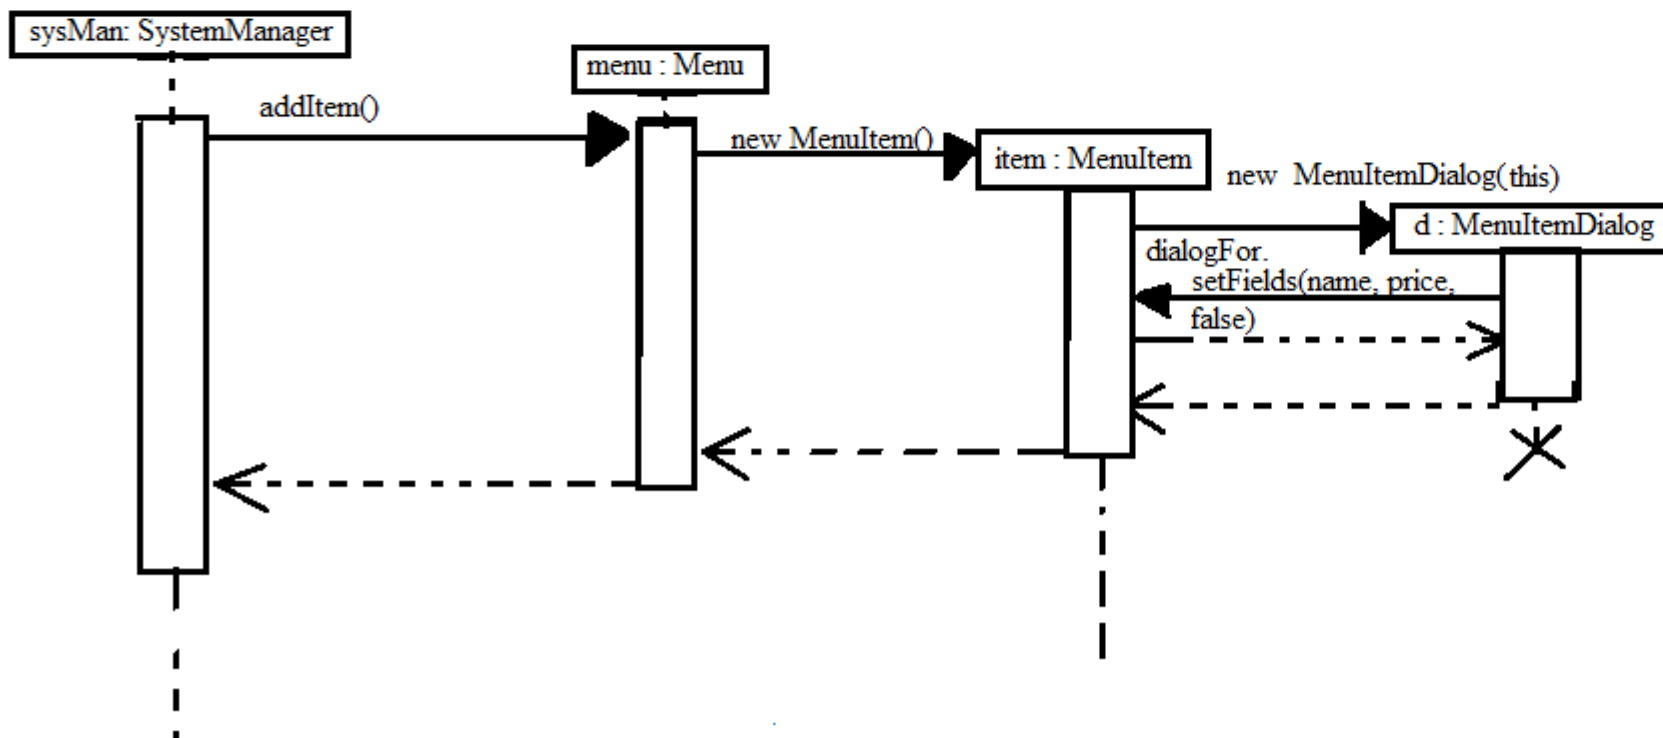 sysMan: SystemManager
menu : Menu
addItem()
new MenuItem()
item : MenuItem
new MenuItemDialog(this)
d : MenuItemDialog
dialogFor.
setFields(name, price,
false)